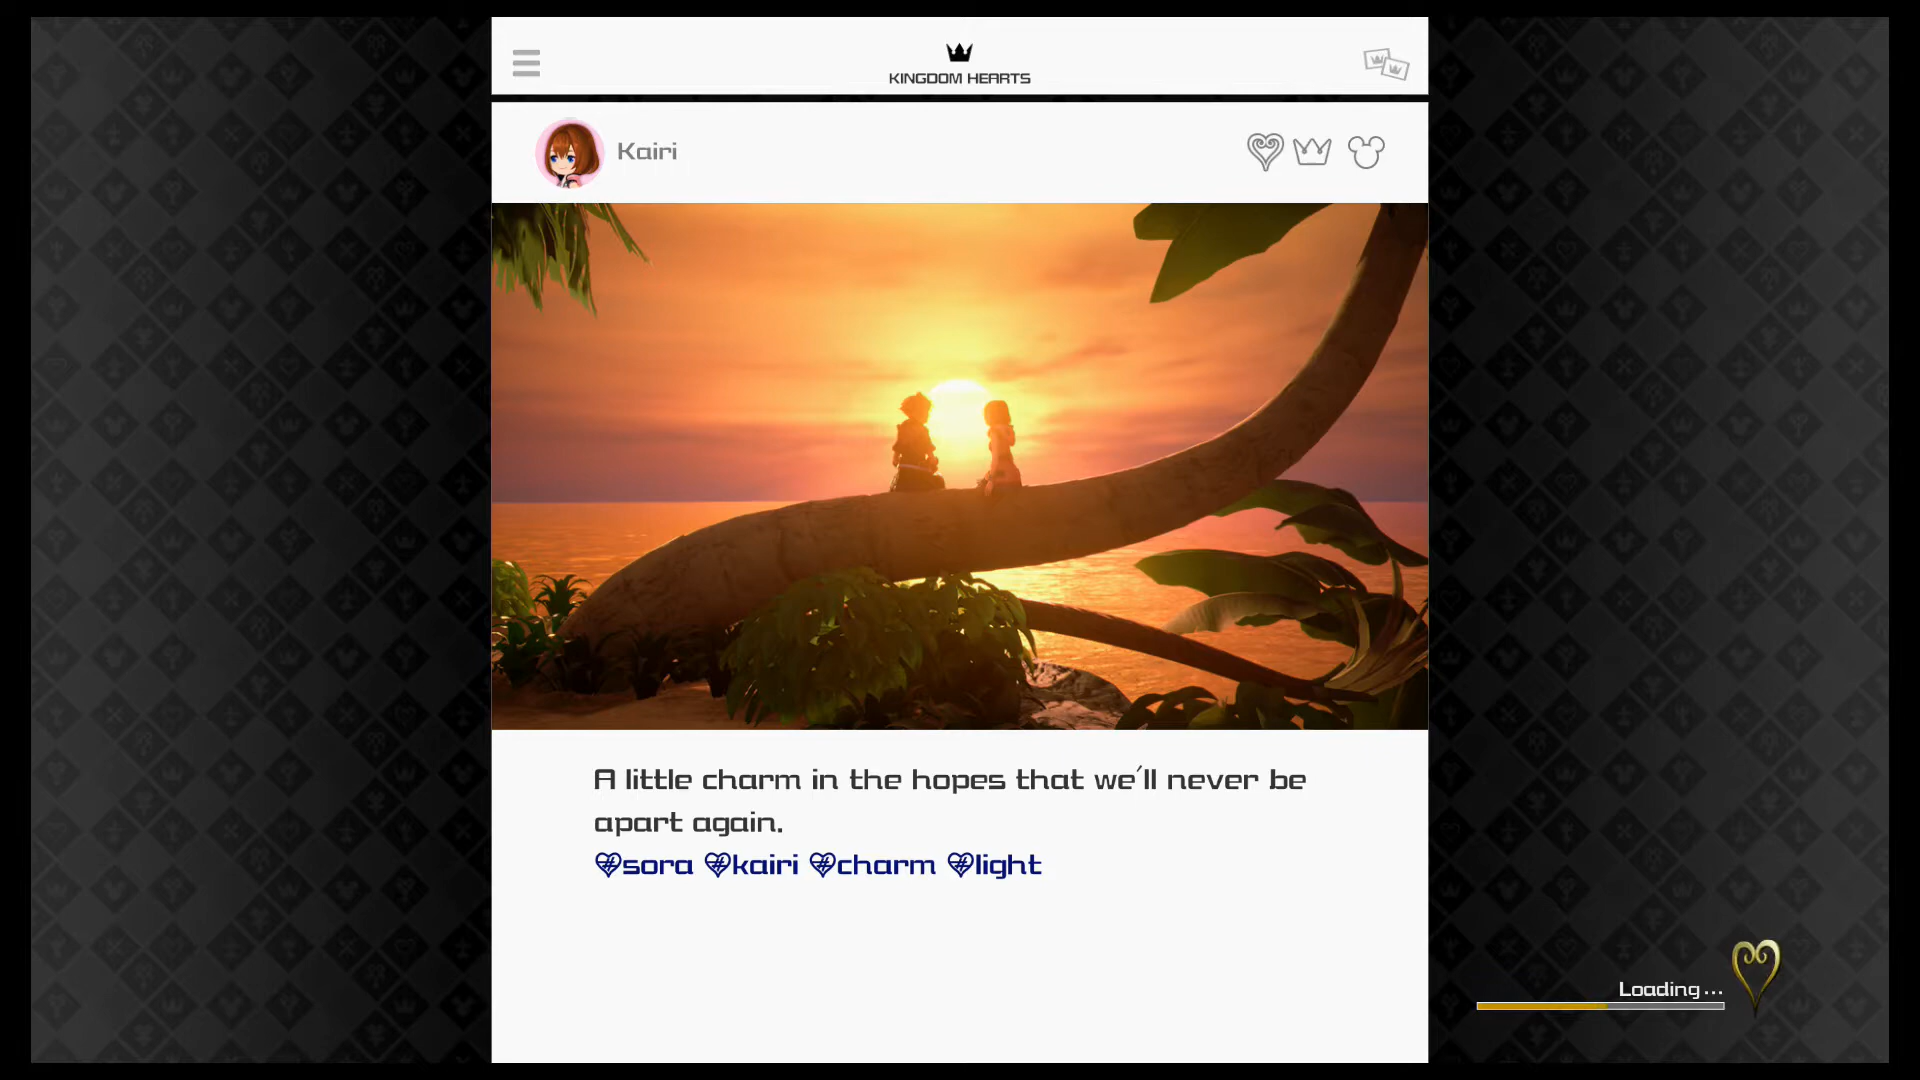 KINGDOM HEARTS
Kairi
A little charm in the hopes that we'll never be
apart again.
#sora #kairi #charm #light
Loading...